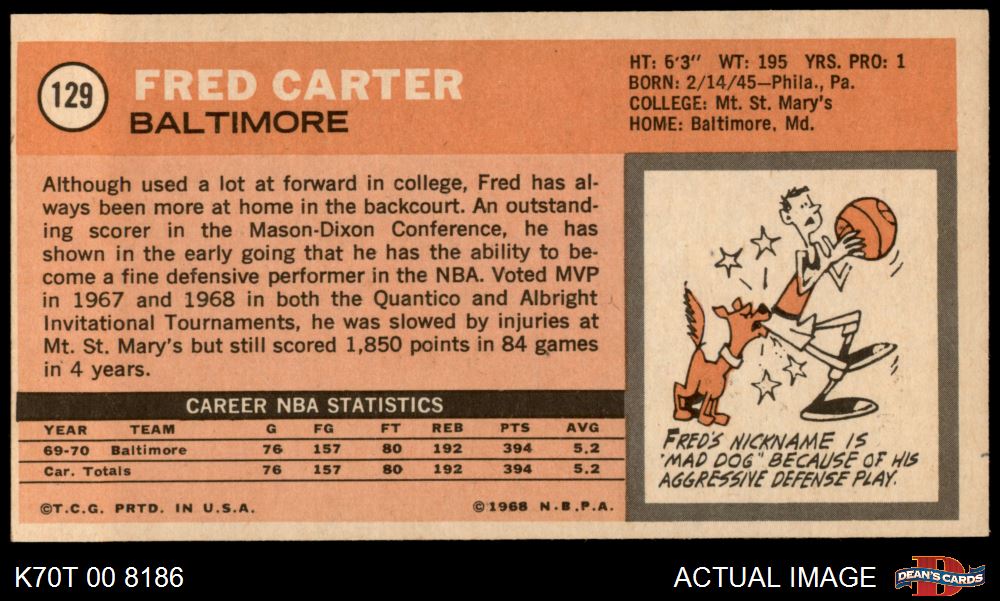 129
FRED CARTER
BALTIMORE
HT: 6'3" WT: 195 YRS. PRO: 1
BORN: 2/14/45—Phila., Pa.
COLLEGE: Mt. St. Mary's
HOME: Baltimore, Md.
Although used a lot at forward in college, Fred has al-
ways been more at home in the backcourt. An outstand-
ing scorer in the Mason-Dixon Conference, he has
shown in the early going that he has the ability to be-
come a fine defensive performer in the NBA. Voted MVP
in 1967 and 1968 in both the Quantico and Albright
Invitational Tournaments, he was slowed by injuries at
Mt. St. Mary's but still scored 1,850 points in 84 games
in 4 years.
CAREER NBA STATISTICS
YEAR TEAM G FG FT REB PTS AVG
69-70 Baltimore 76 157 80 192 394 5.2
Car. Totals 76 157 80 192 394 5.2
©T.C.G. PRTD. IN U.S.A. ©1968 N.B.P.A.
FRED'S NICKNAME IS
"MAD DOG" BECAUSE OF HIS
AGGRESSIVE DEFENSE PLAY.
K70T 00 8186
ACTUAL IMAGE
D
DEAN'S CARDS